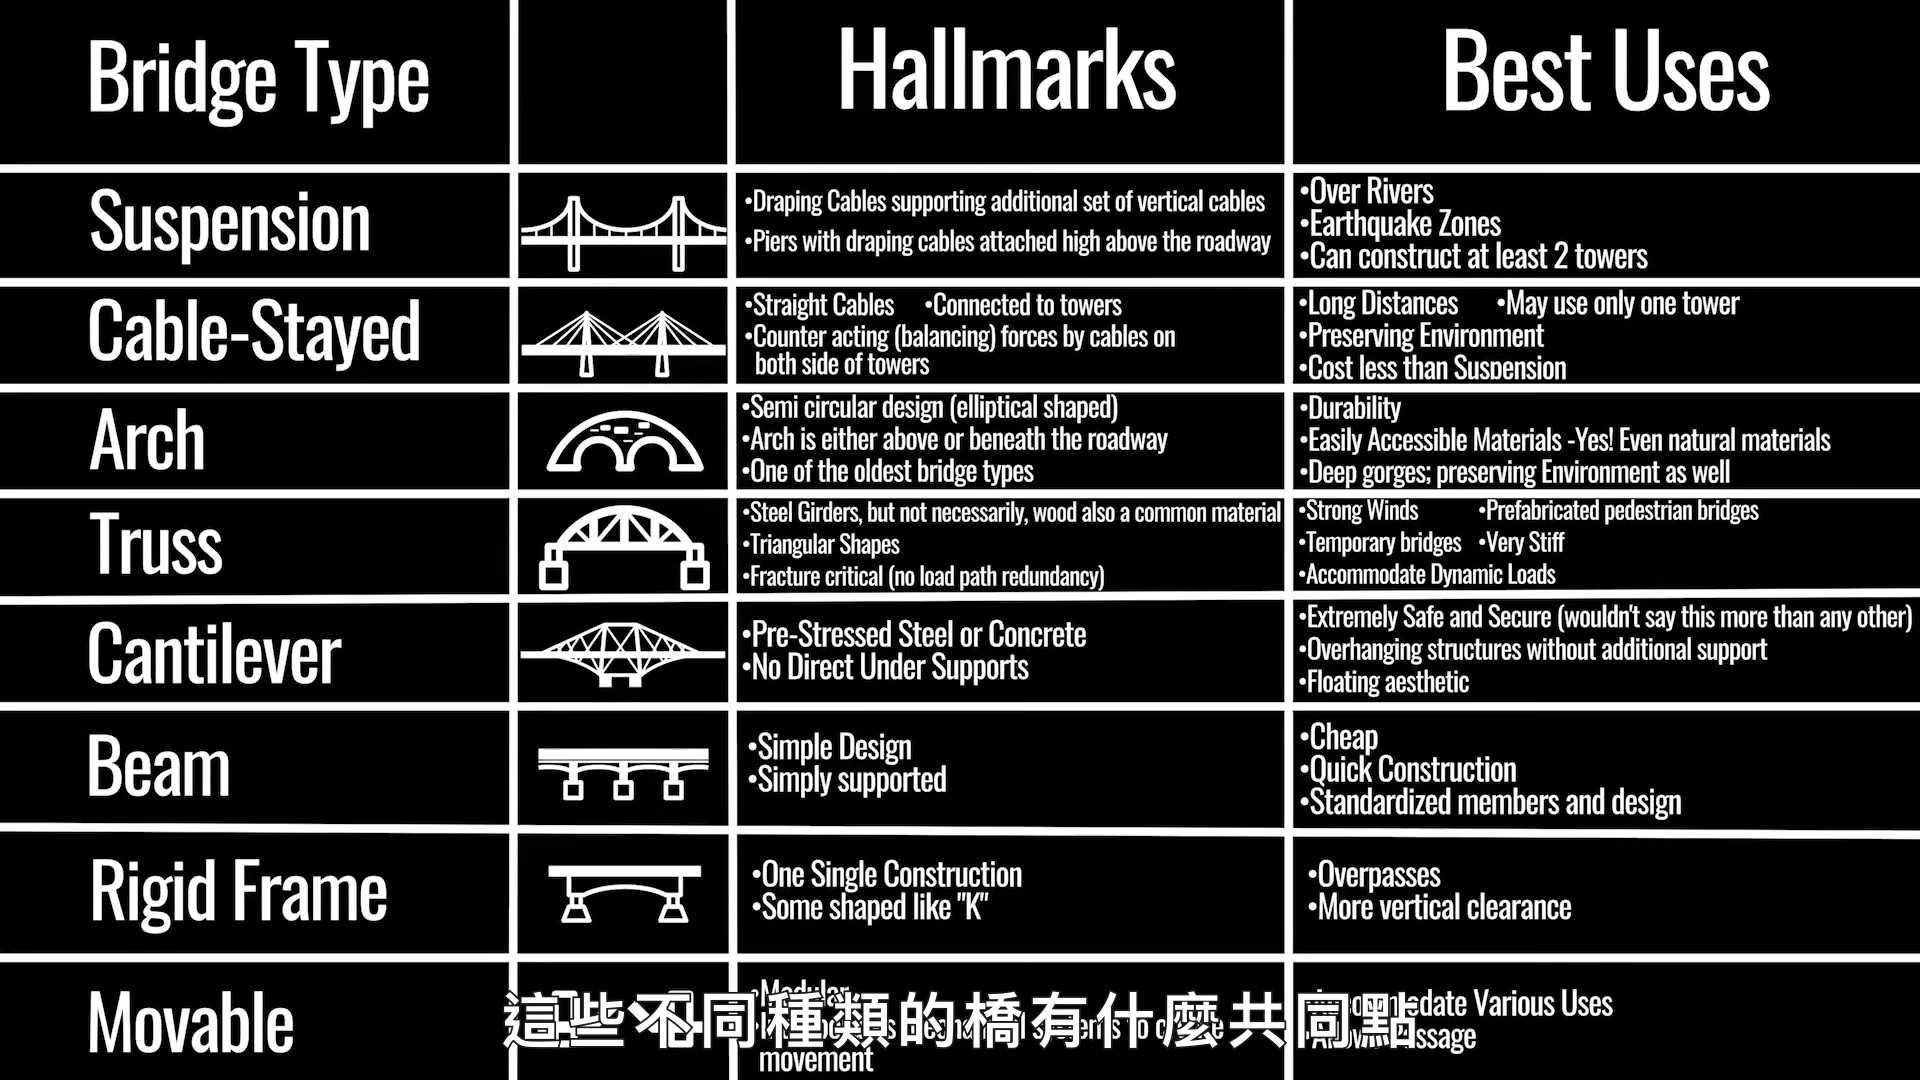 Bridge Type
Hallmarks
Best Uses
Suspension
•Draping Cables supporting additional set of vertical cables
•Piers with draping cables attached high above the roadway
•Over Rivers
•Earthquake Zones
•Can construct at least 2 towers
Cable-Stayed
•Straight Cables •Connected to towers
•Counter acting (balancing) forces by cables on
both side of towers
•Long Distances •May use only one tower
•Preserving Environment
•Cost less than Suspension
Arch
•Semi circular design (elliptical shaped)
•Arch is either above or beneath the roadway
•One of the oldest bridge types
•Durability
•Easily Accessible Materials -Yes! Even natural materials
•Deep gorges; preserving Environment as well
Truss
•Steel Girders, but not necessarily, wood also a common material
•Triangular Shapes
•Fracture critical (no load path redundancy)
•Strong Winds •Prefabricated pedestrian bridges
•Temporary bridges •Very Stiff
•Accommodate Dynamic Loads
Cantilever
•Pre-Stressed Steel or Concrete
•No Direct Under Supports
•Extremely Safe and Secure (wouldn't say this more than any other)
•Overhanging structures without additional support
•Floating aesthetic
Beam
•Simple Design
•Simply supported
•Cheap
•Quick Construction
•Standardized members and design
Rigid Frame
•One Single Construction
•Some shaped like "K"
•Overpasses
•More vertical clearance
Movable
•Modular
movement
Various Uses
這些不同種類的橋有什麼共同點